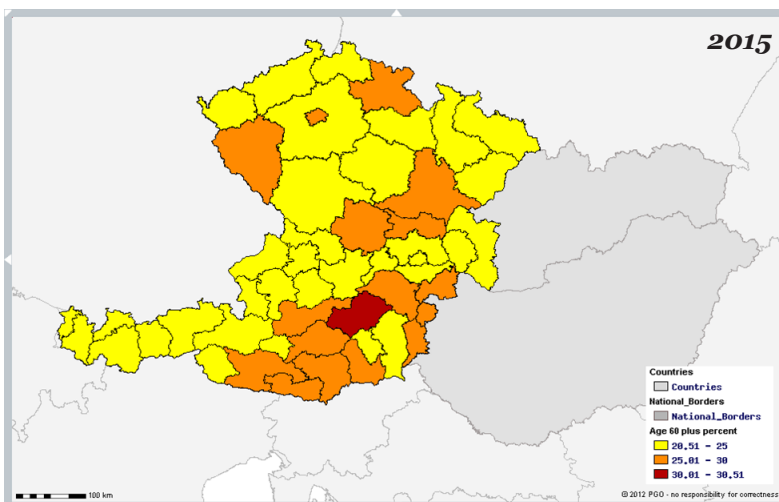 2015
Countries
Countries
National_Borders
National_Borders
Age 60 plus percent
20.51 - 25
25.01 - 30
30.01 - 30.51
100 km
© 2012 PGO - no responsibility for correctness